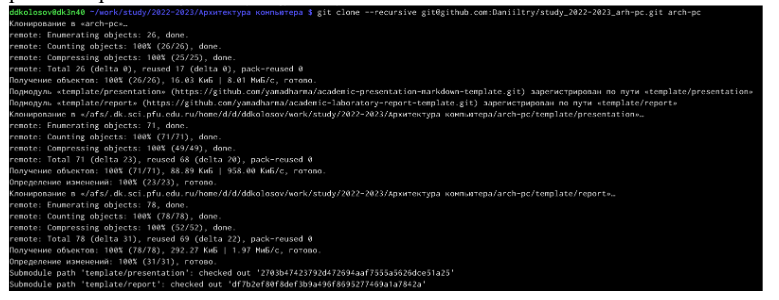 ddkolosov@dk3n40 ~/work/study/2022-2023/Архитектура компьютера $ git clone --recursive git@github.com:Daniiltry/study_2022-2023_arh-pc.git arch-pc
Клонирование в «arch-pc»…
remote: Enumerating objects: 26, done.
remote: Counting objects: 100% (26/26), done.
remote: Compressing objects: 100% (25/25), done.
remote: Total 26 (delta 0), reused 17 (delta 0), pack-reused 0
Получение объектов: 100% (26/26), 16.03 КиБ | 8.01 МиБ/с, готово.
Подмодуль «template/presentation» (https://github.com/yamadharma/academic-presentation-markdown-template.git) зарегистрирован по пути «template/presentation»
Подмодуль «template/report» (https://github.com/yamadharma/academic-laboratory-report-template.git) зарегистрирован по пути «template/report»
Клонирование в «/afs/.dk.sci.pfu.edu.ru/home/d/d/ddkolosov/work/study/2022-2023/Архитектура компьютера/arch-pc/template/presentation»…
remote: Enumerating objects: 71, done.
remote: Counting objects: 100% (71/71), done.
remote: Compressing objects: 100% (49/49), done.
remote: Total 71 (delta 23), reused 68 (delta 20), pack-reused 0
Получение объектов: 100% (71/71), 88.89 КиБ | 958.00 КиБ/с, готово.
Определение изменений: 100% (23/23), готово.
Клонирование в «/afs/.dk.sci.pfu.edu.ru/home/d/d/ddkolosov/work/study/2022-2023/Архитектура компьютера/arch-pc/template/report»…
remote: Enumerating objects: 78, done.
remote: Counting objects: 100% (78/78), done.
remote: Compressing objects: 100% (52/52), done.
remote: Total 78 (delta 31), reused 69 (delta 22), pack-reused 0
Получение объектов: 100% (78/78), 292.27 КиБ | 1.97 МиБ/с, готово.
Определение изменений: 100% (31/31), готово.
Submodule path 'template/presentation': checked out '2703b47423792d472694aaf7555a5626dce51a25'
Submodule path 'template/report': checked out 'df7b2ef80f8def3b9a496f8695277469a1a7842a'